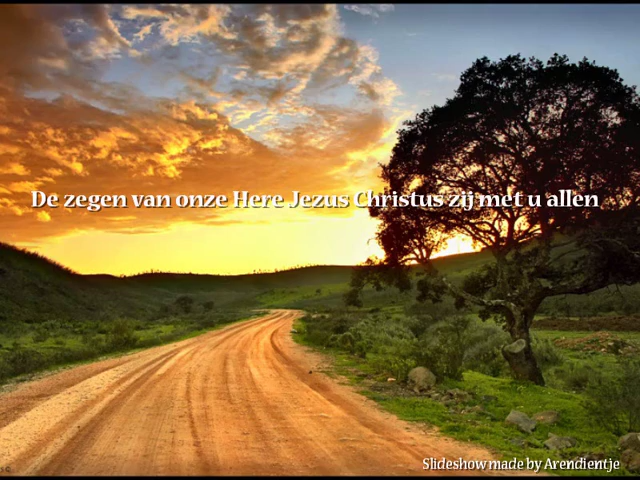 De zegen van onze Here Jezus Christus zij met u allen
Slideshow made by Arendientje